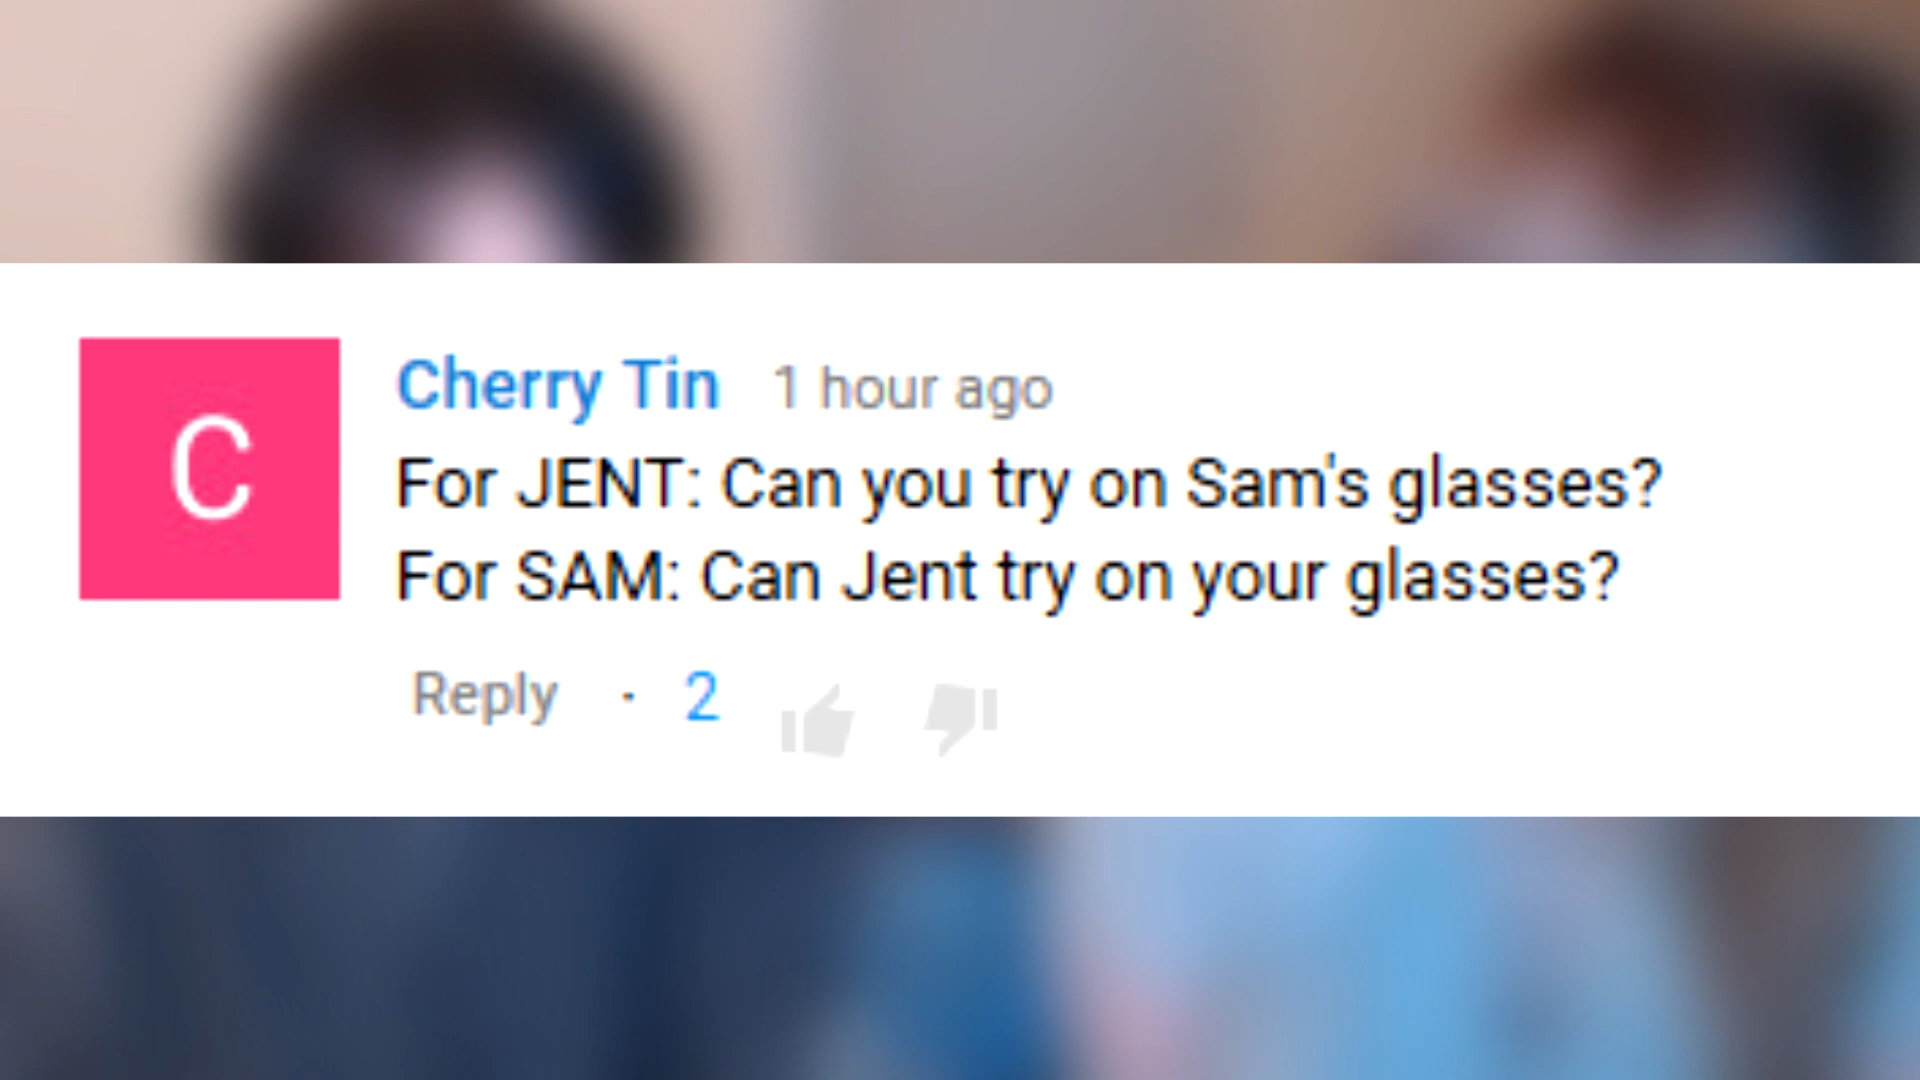 C
Cherry Tin 1 hour ago
For JENT: Can you try on Sam's glasses?
For SAM: Can Jent try on your glasses?
Reply · 2